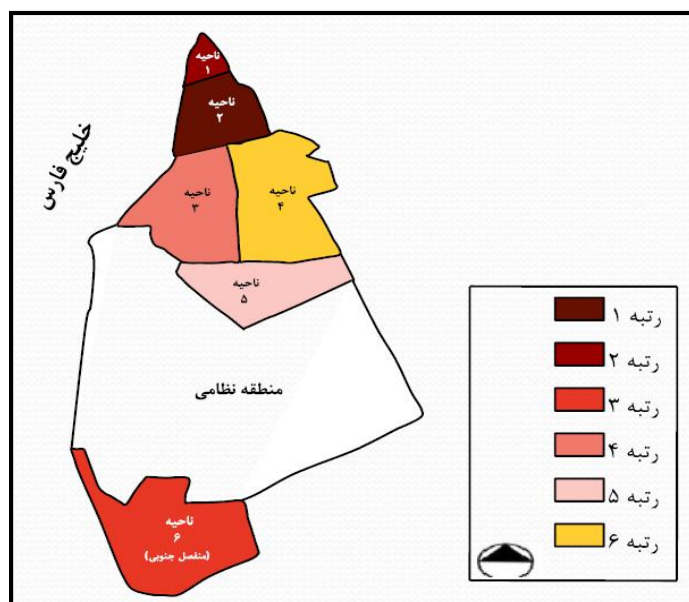 ناحیه
۱
ناحیه
۲
خلیج فارس
ناحیه
۳
ناحیه
۴
ناحیه
۵
منطقه نظامی
ناحیه
۶
(منفصل جنوبی)
رتبه ۱
رتبه ۲
رتبه ۳
رتبه ۴
رتبه ۵
رتبه ۶